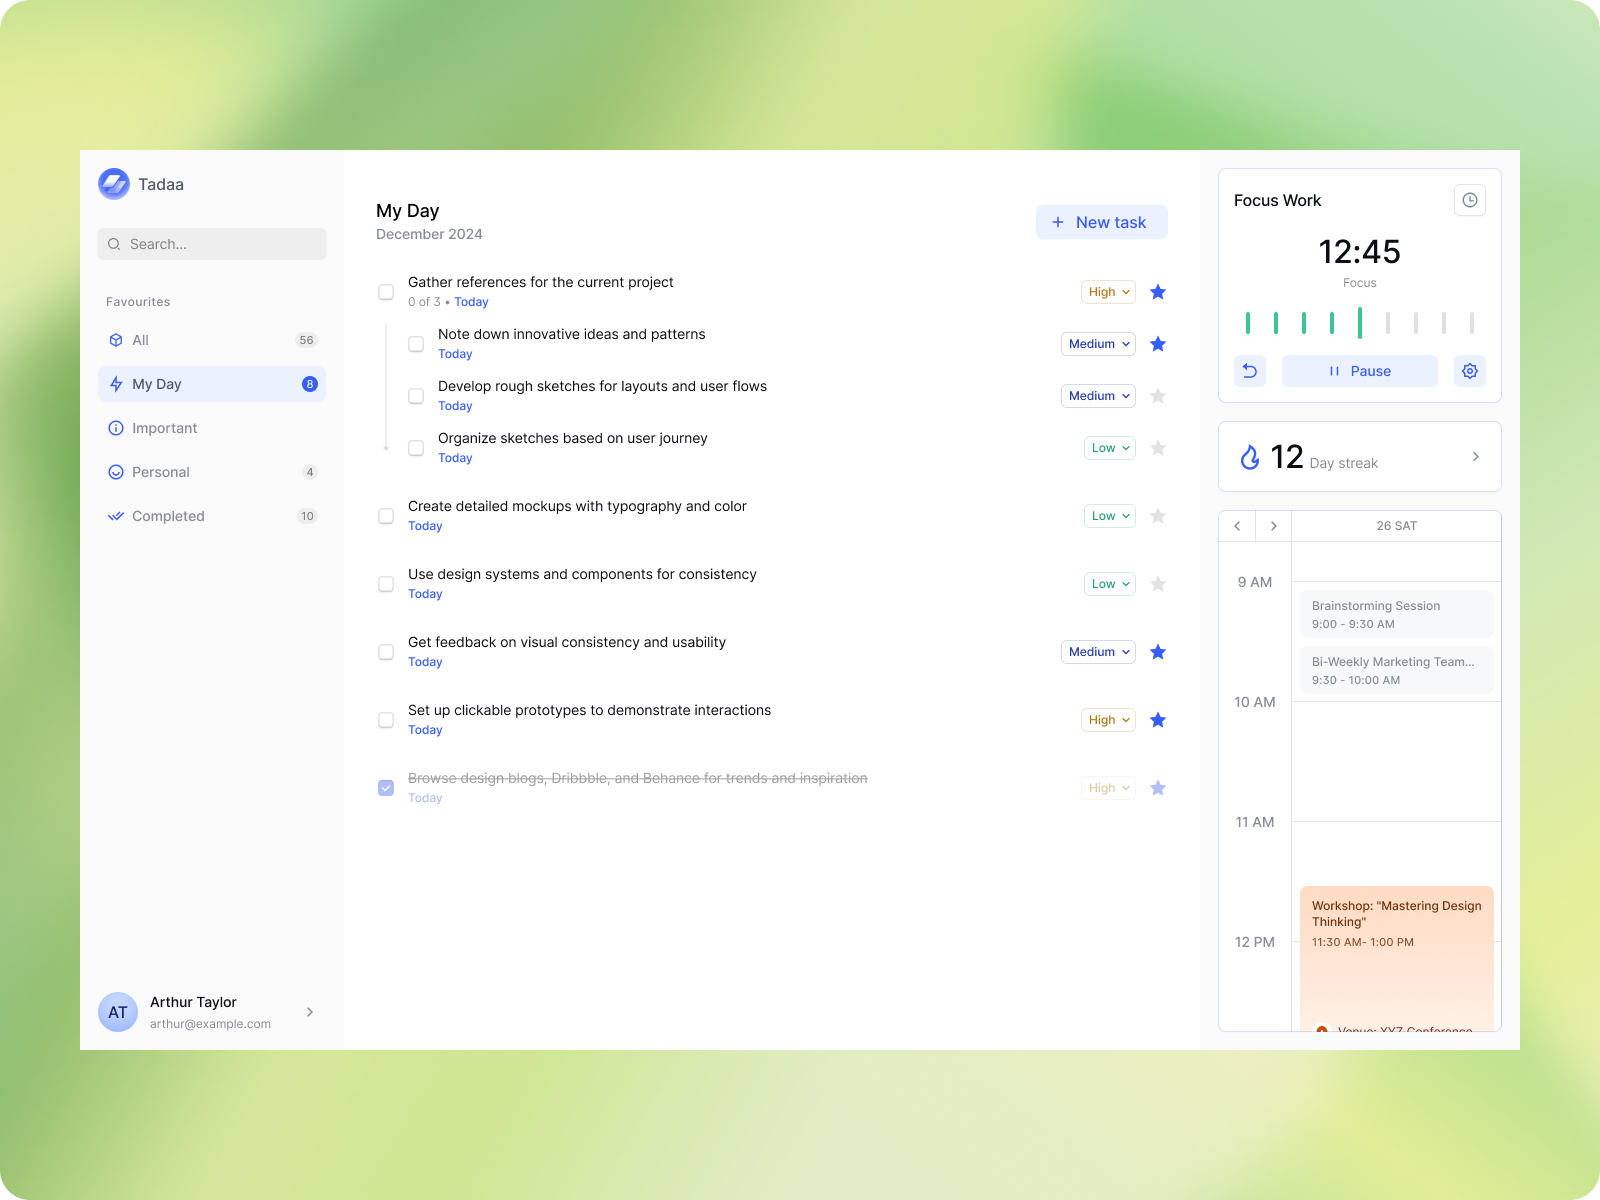 Tadaa
Search...
Favourites
All
56
My Day
8
Important
Personal
4
Completed
10
AT
Arthur Taylor
arthur@example.com
My Day
December 2024
+ New task
Gather references for the current project
0 of 3 • Today
High
Note down innovative ideas and patterns
Today
Medium
Develop rough sketches for layouts and user flows
Today
Medium
Organize sketches based on user journey
Today
Low
Create detailed mockups with typography and color
Today
Low
Use design systems and components for consistency
Today
Low
Get feedback on visual consistency and usability
Today
Medium
Set up clickable prototypes to demonstrate interactions
Today
High
Browse design blogs, Dribbble, and Behance for trends and inspiration
Today
High
Focus Work
12:45
Focus
Pause
12 Day streak
26 SAT
9 AM
Brainstorming Session
9:00 - 9:30 AM
Bi-Weekly Marketing Team...
9:30 - 10:00 AM
10 AM
11 AM
Workshop: "Mastering Design
Thinking"
11:30 AM- 1:00 PM
12 PM
Venue: XYZ Conference